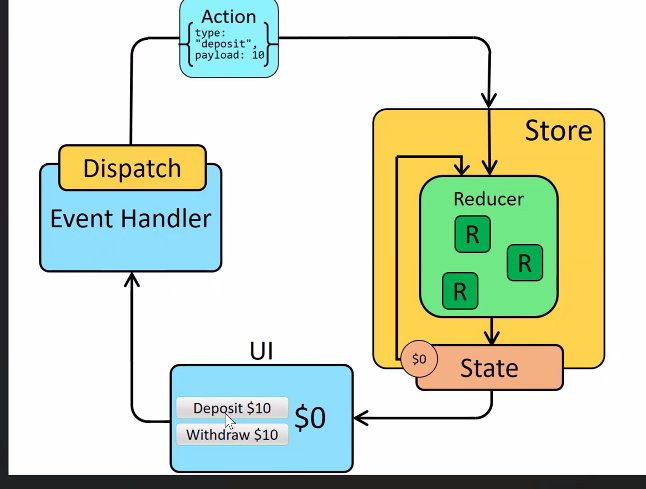 Action
type:
"deposit",
payload: 10
Store
Dispatch
Event Handler
Reducer
R
R
R
$0
State
UI
Deposit $10
$0
Withdraw $10